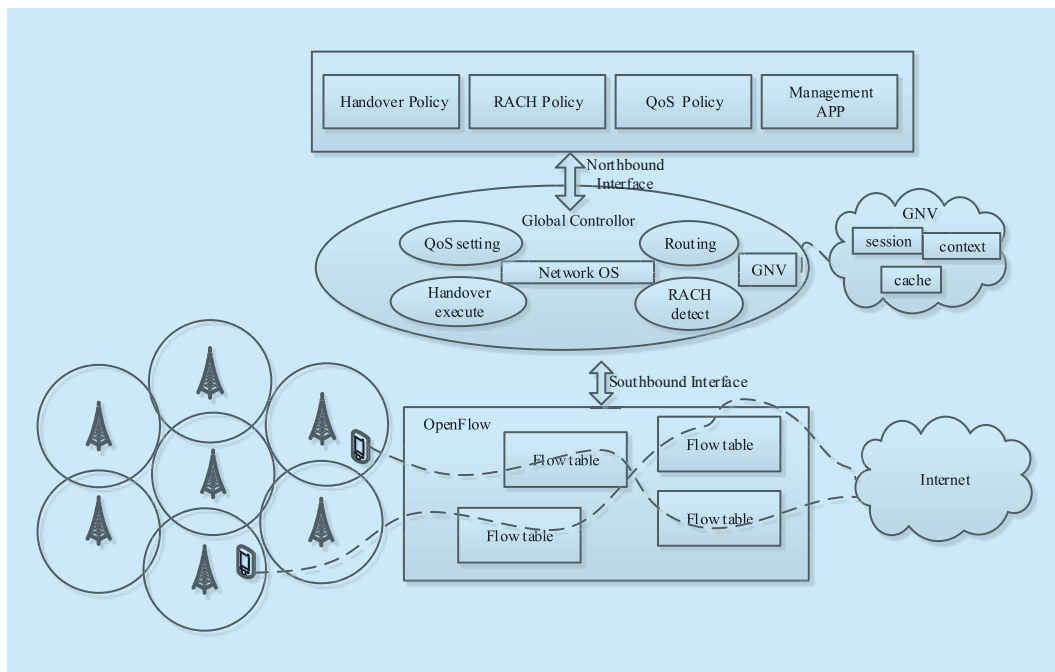 Handover Policy
RACH Policy
QoS Policy
Management
APP
Northbound
Interface
Global Controllor
QoS setting
Routing
Network OS
GNV
Handover
execute
RACH
detect
GNV
session
context
cache
Southbound Interface
OpenFlow
Flow table
Flow table
Flow table
Flow table
Internet